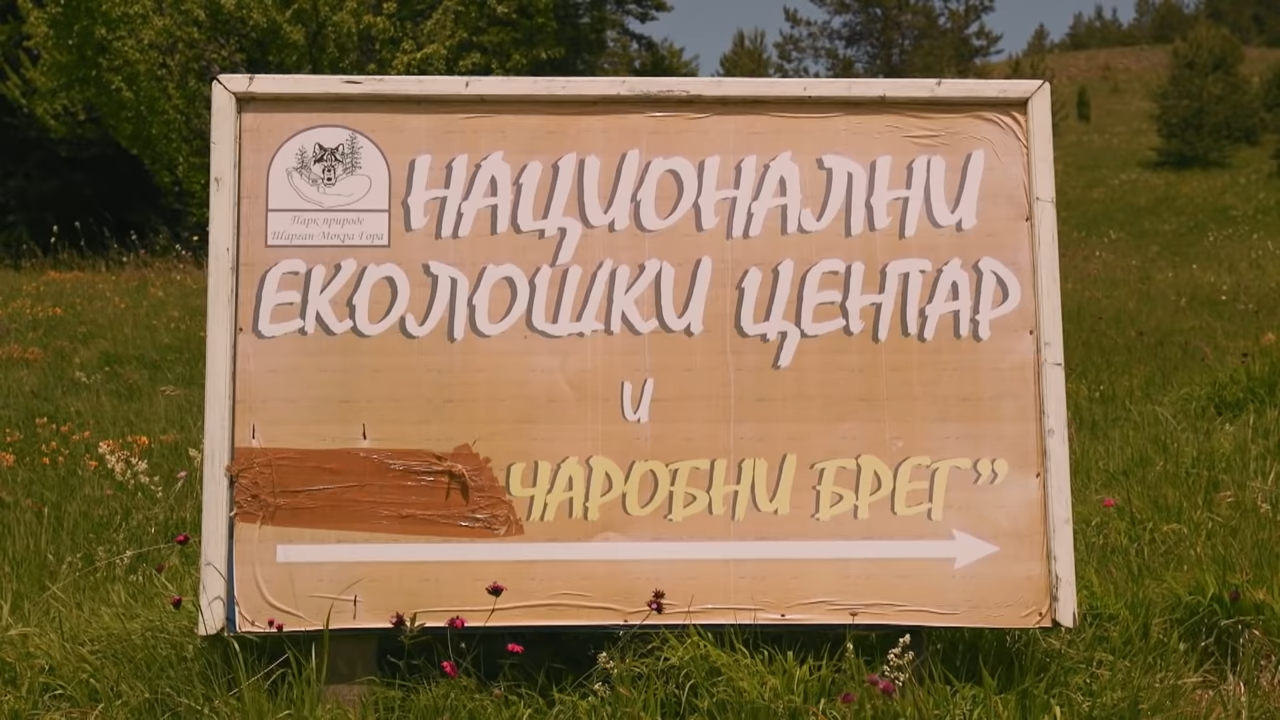 Парк природе
Шарган-Мокра Гора
НАЦИОНАЛНИ
ЕКОЛОШКИ ЦЕНТАР
и
ЧАРОБНИ БРЕГ”